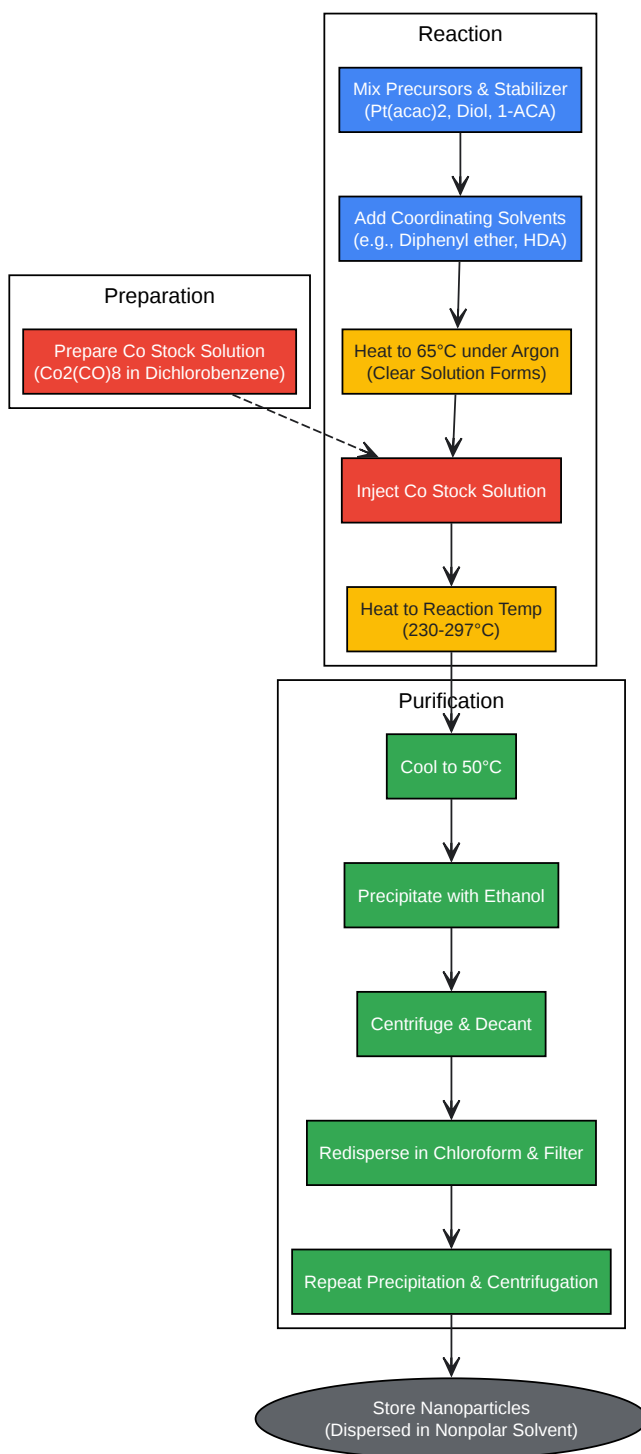 Reaction
Mix Precursors & Stabilizer
(Pt(acac)2, Diol, 1-ACA)
Add Coordinating Solvents
(e.g., Diphenyl ether, HDA)
Preparation
Prepare Co Stock Solution
(Co2(CO)8 in Dichlorobenzene)
Heat to 65°C under Argon
(Clear Solution Forms)
Inject Co Stock Solution
Heat to Reaction Temp
(230-297°C)
Purification
Cool to 50°C
Precipitate with Ethanol
Centrifuge & Decant
Redisperse in Chloroform & Filter
Repeat Precipitation & Centrifugation
Store Nanoparticles
(Dispersed in Nonpolar Solvent)